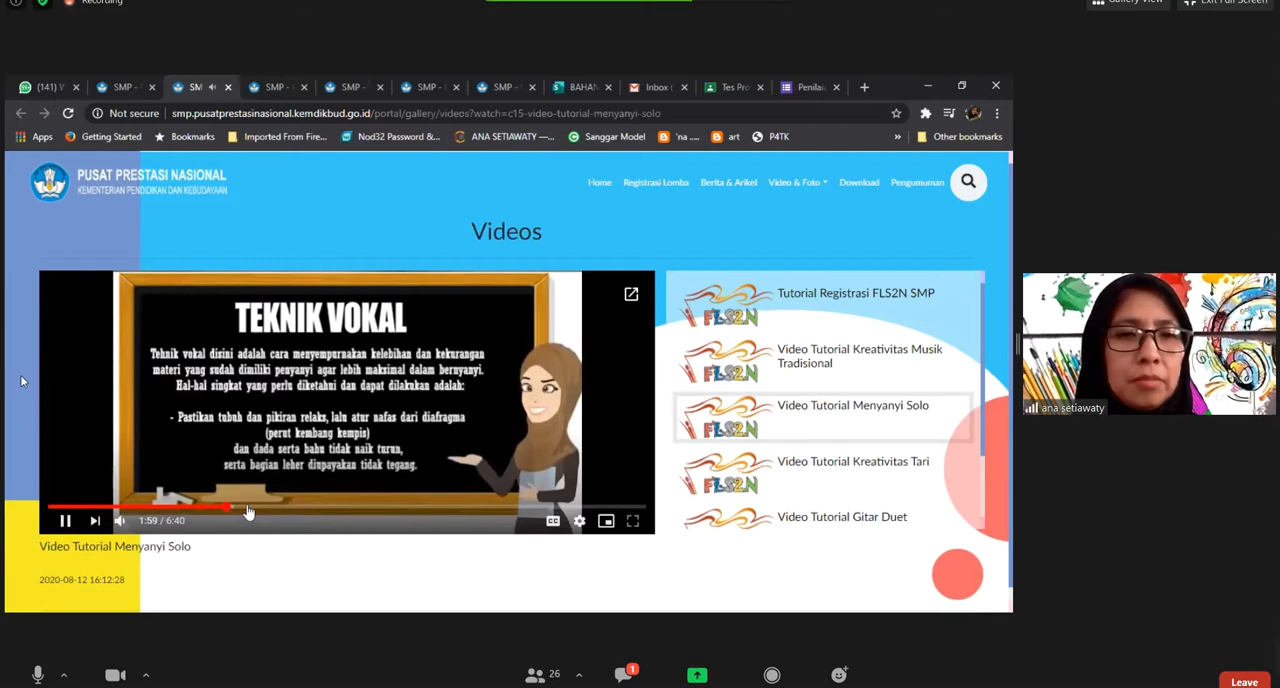 Recording
Gallery View
Exit Full Screen
(141) V
SMP -
SM
SMP -
SMP -
SMP -
SMP -
BAHAN
Inbox (
Tes Pro
Penilai
Not secure
smp.pusatprestasinasional.kemdikbud.go.id/portal/gallery/videos?watch=c15-video-tutorial-menyanyi-solo
Apps
Getting Started
Bookmarks
Imported From Fire...
Nod32 Password &...
ANA SETIAWATY —...
Sanggar Model
'na ....
art
P4TK
»
Other bookmarks
PUSAT PRESTASI NASIONAL
KEMENTERIAN PENDIDIKAN DAN KEBUDAYAAN
Home
Registrasi Lomba
Berita & Arikel
Video & Foto
Download
Pengumuman
Videos
TEKNIK VOKAL
Tehnik vokal disini adalah cara menyempurnakan kelebihan dan kekurangan
materi yang sudah dimiliki penyanyi agar lebih maksimal dalam bernyanyi.
Hal-hal singkat yang perlu diketahui dan dapat dilakukan adalah:
- Pastikan tubuh dan pikiran relaks, lalu atur nafas dari diafragma
(perut kembang kempis)
dan dada serta bahu tidak naik turun,
serta bagian leher diupayakan tidak tegang.
1:59 / 6:40
CC
Video Tutorial Menyanyi Solo
2020-08-12 16:12:28
FLS2N
Tutorial Registrasi FLS2N SMP
FLS2N
Video Tutorial Kreativitas Musik
Tradisional
FLS2N
Video Tutorial Menyanyi Solo
FLS2N
Video Tutorial Kreativitas Tari
Video Tutorial Gitar Duet
ana setiawaty
26
1
Leave